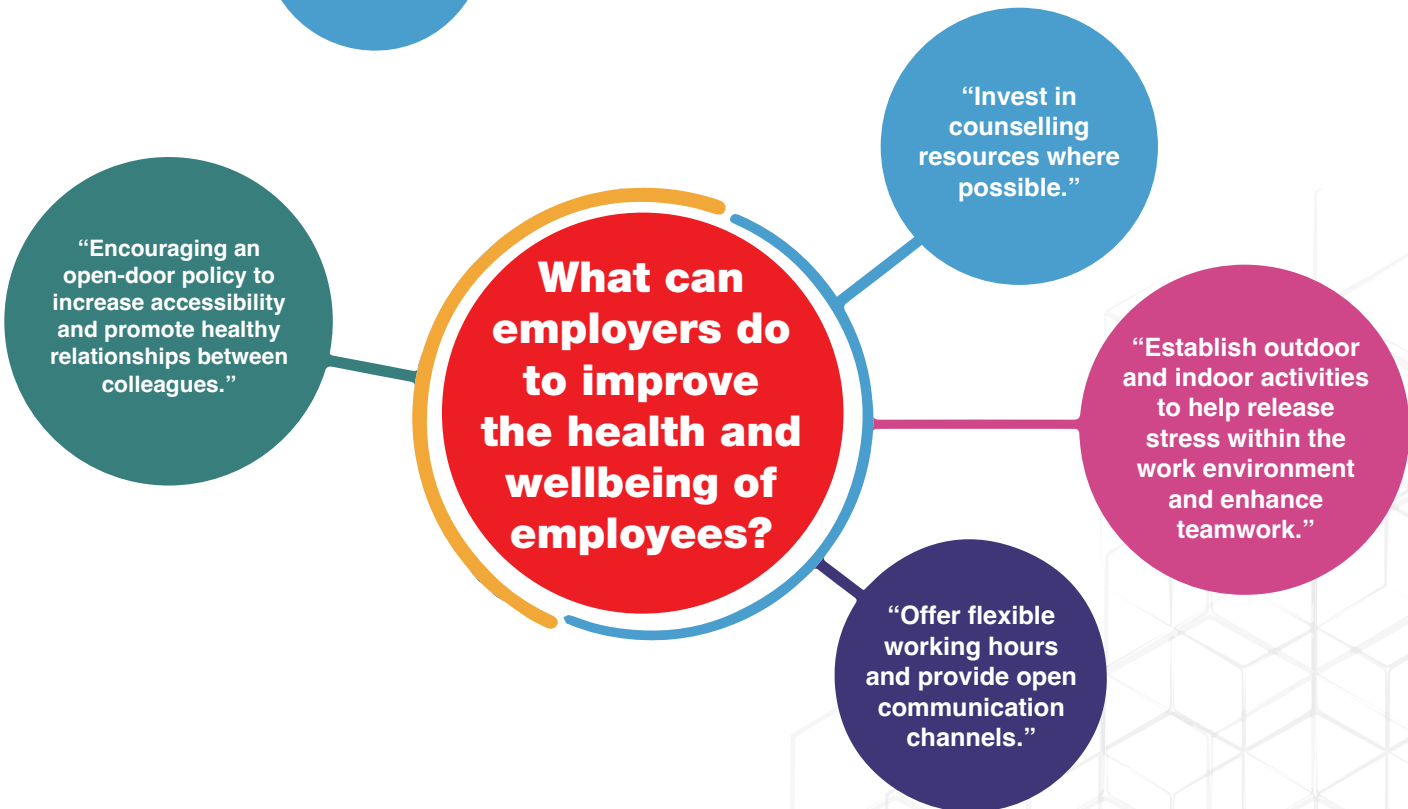 What can
employers do
to improve
the health and
wellbeing of
employees?
“Encouraging an
open-door policy to
increase accessibility
and promote healthy
relationships between
colleagues.”
“Invest in
counselling
resources where
possible.”
“Establish outdoor
and indoor activities
to help release
stress within the
work environment
and enhance
teamwork.”
“Offer flexible
working hours
and provide open
communication
channels.”